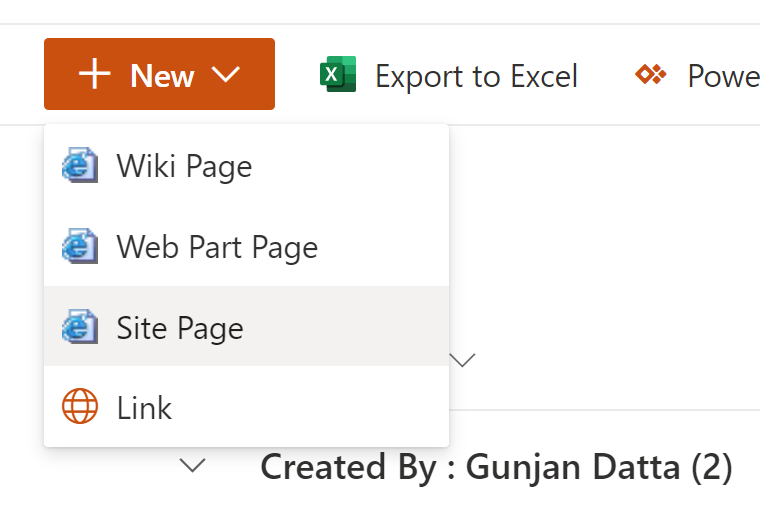 New
Export to Excel
Powe
Wiki Page
Web Part Page
Site Page
Link
Created By : Gunjan Datta (2)